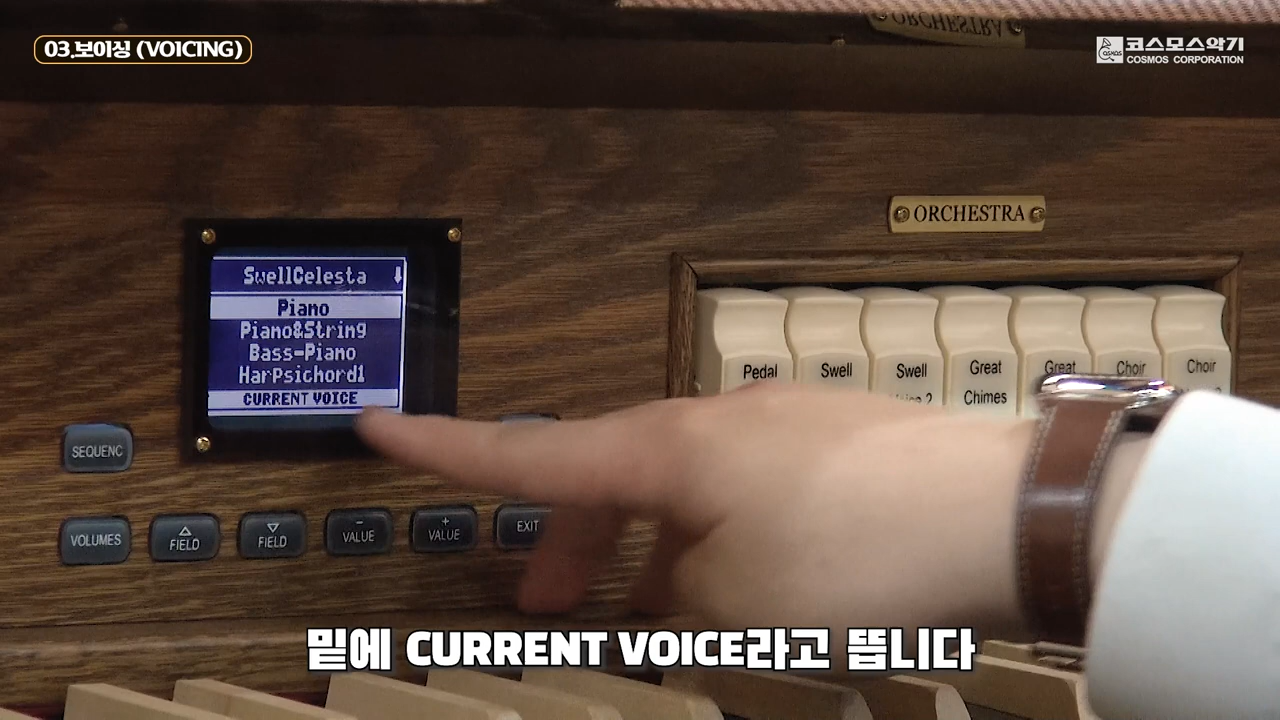 03.보이싱 (VOICING)
코스모스악기
COSMOS CORPORATION
ORCHESTRA
ORCHESTRA
SwellCelesta
Piano
Piano&String
Bass-Piano
Harpsichord1
CURRENT VOICE
Pedal
Swell
Swell
Great
Chimes
Great
Choir
Choir
SEQUENC
VOLUMES
FIELD
FIELD
− VALUE
+ VALUE
EXIT
밑에 CURRENT VOICE라고 뜹니다